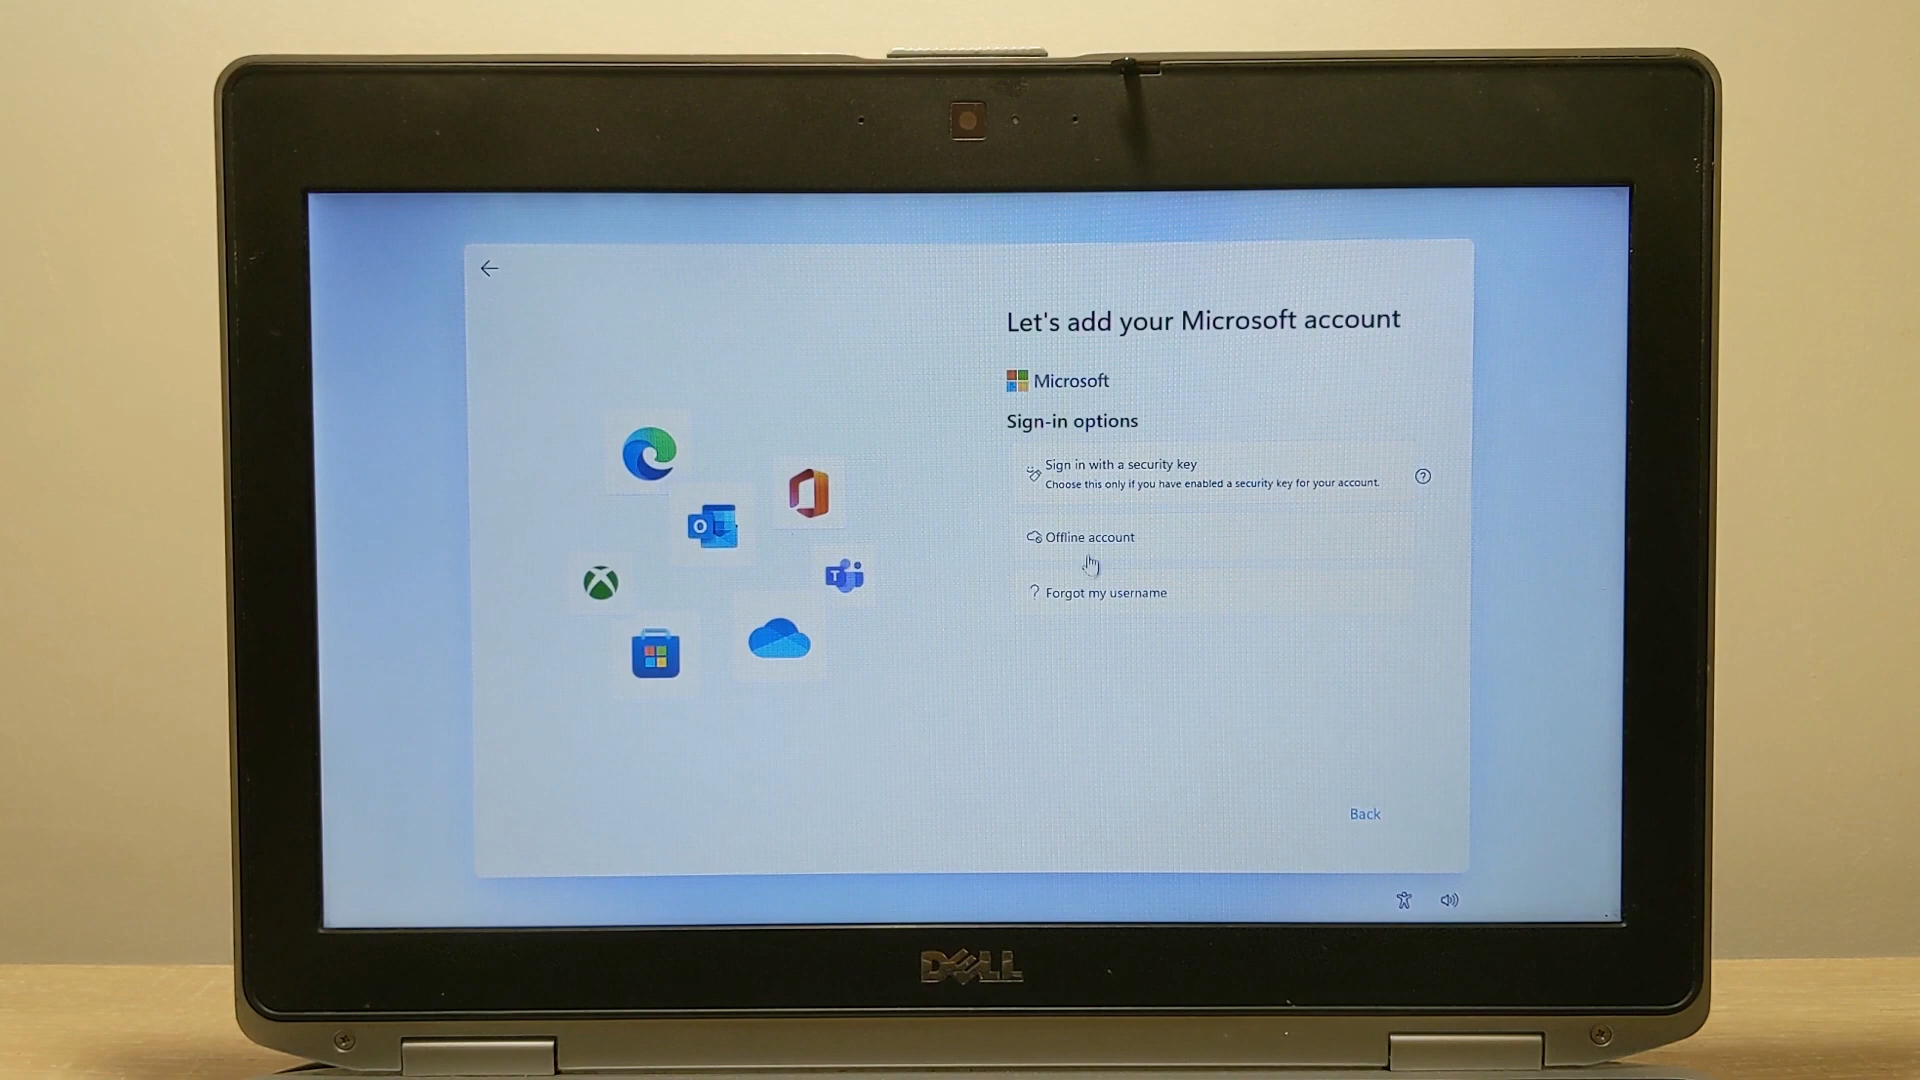 Let's add your Microsoft account
Microsoft
Sign-in options
Sign in with a security key
Choose this only if you have enabled a security key for your account.
Offline account
Forgot my username
Back
DELL